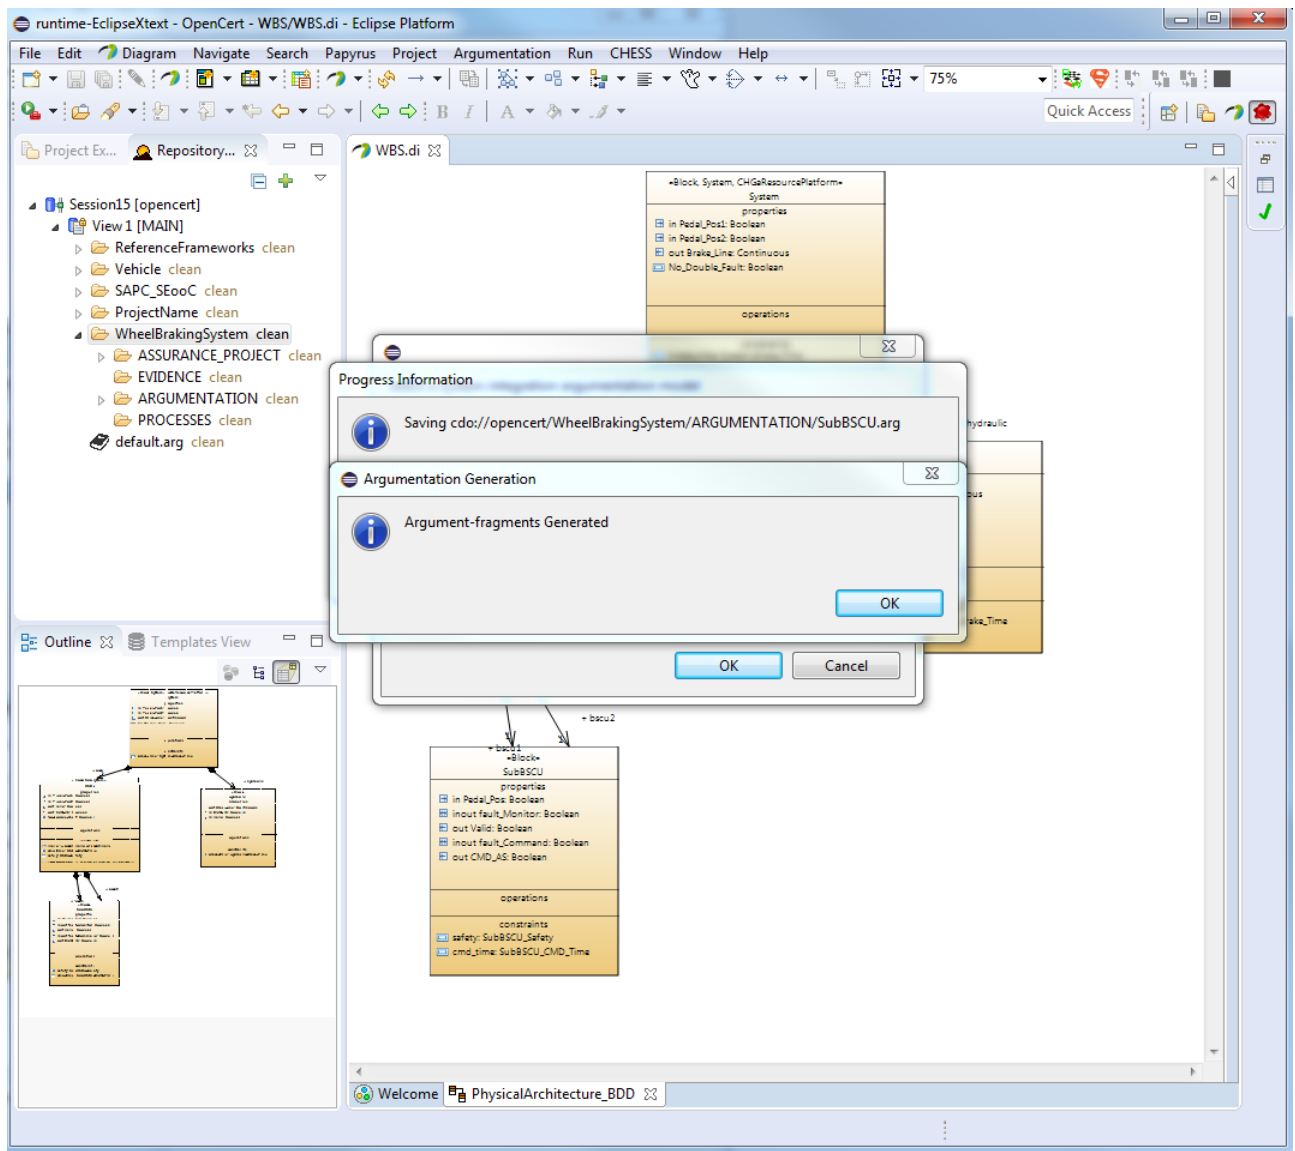 runtime-EclipseXtext - OpenCert - WBS/WBS.di - Eclipse Platform
File Edit Diagram Navigate Search Papyrus Project Argumentation Run CHESS Window Help
75%
B I A
Quick Access
Project Ex... Repository...
WBS.di
Session15 [opencert]
View 1 [MAIN]
ReferenceFrameworks clean
Vehicle clean
SAPC_SEooC clean
ProjectName clean
WheelBrakingSystem clean
ASSURANCE_PROJECT clean
EVIDENCE clean
ARGUMENTATION clean
PROCESSES clean
default.arg clean
«Block, System, CHGaResourcePlatform»
System
properties
in Pedal_Pos1: Boolean
in Pedal_Pos2: Boolean
out Brake_Line: Continuous
No_Double_Fault: Boolean
operations
Progress Information
Saving cdo://opencert/WheelBrakingSystem/ARGUMENTATION/SubBSCU.arg
hydraulic
Argumentation Generation
Argument-fragments Generated
OK
OK Cancel
Outline Templates View
+ bscu2
+ bscu1
«Block»
SubBSCU
properties
in Pedal_Pos: Boolean
inout fault_Monitor: Boolean
out Valid: Boolean
inout fault_Command: Boolean
out CMD_AS: Boolean
operations
constraints
safety: SubBSCU_Safety
cmd_time: SubBSCU_CMD_Time
Welcome PhysicalArchitecture_BDD